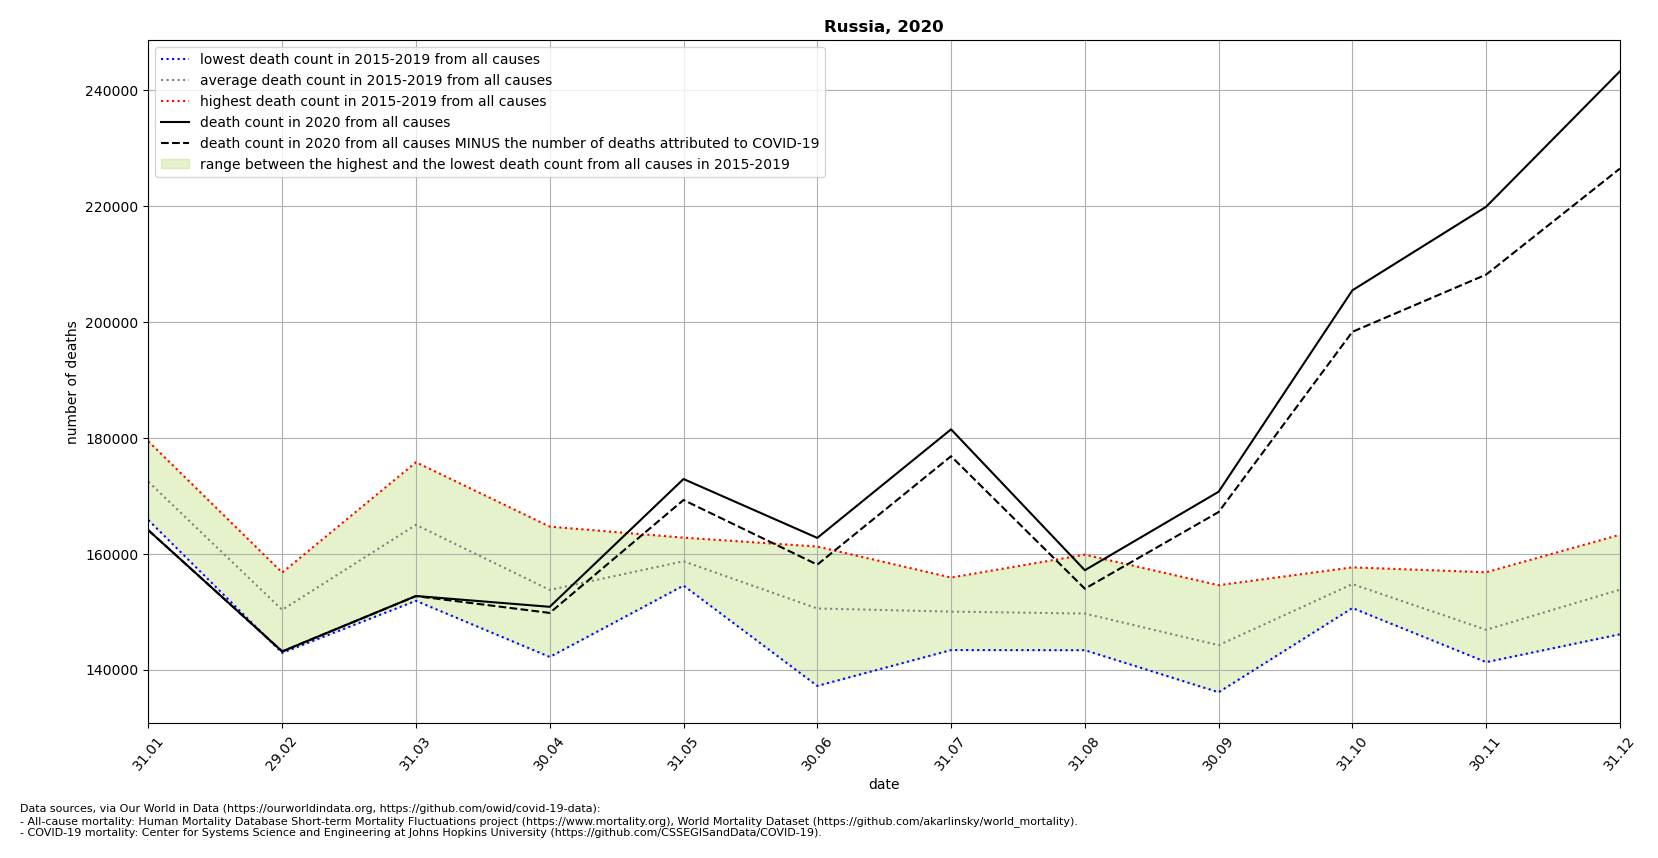 Russia, 2020
lowest death count in 2015-2019 from all causes
average death count in 2015-2019 from all causes
highest death count in 2015-2019 from all causes
death count in 2020 from all causes
death count in 2020 from all causes MINUS the number of deaths attributed to COVID-19
range between the highest and the lowest death count from all causes in 2015-2019
number of deaths
240000
220000
200000
180000
160000
140000
31.01
29.02
31.03
30.04
31.05
30.06
31.07
31.08
30.09
31.10
30.11
31.12
date
Data sources, via Our World in Data (https://ourworldindata.org, https://github.com/owid/covid-19-data):
- All-cause mortality: Human Mortality Database Short-term Mortality Fluctuations project (https://www.mortality.org), World Mortality Dataset (https://github.com/akarlinsky/world_mortality).
- COVID-19 mortality: Center for Systems Science and Engineering at Johns Hopkins University (https://github.com/CSSEGISandData/COVID-19).